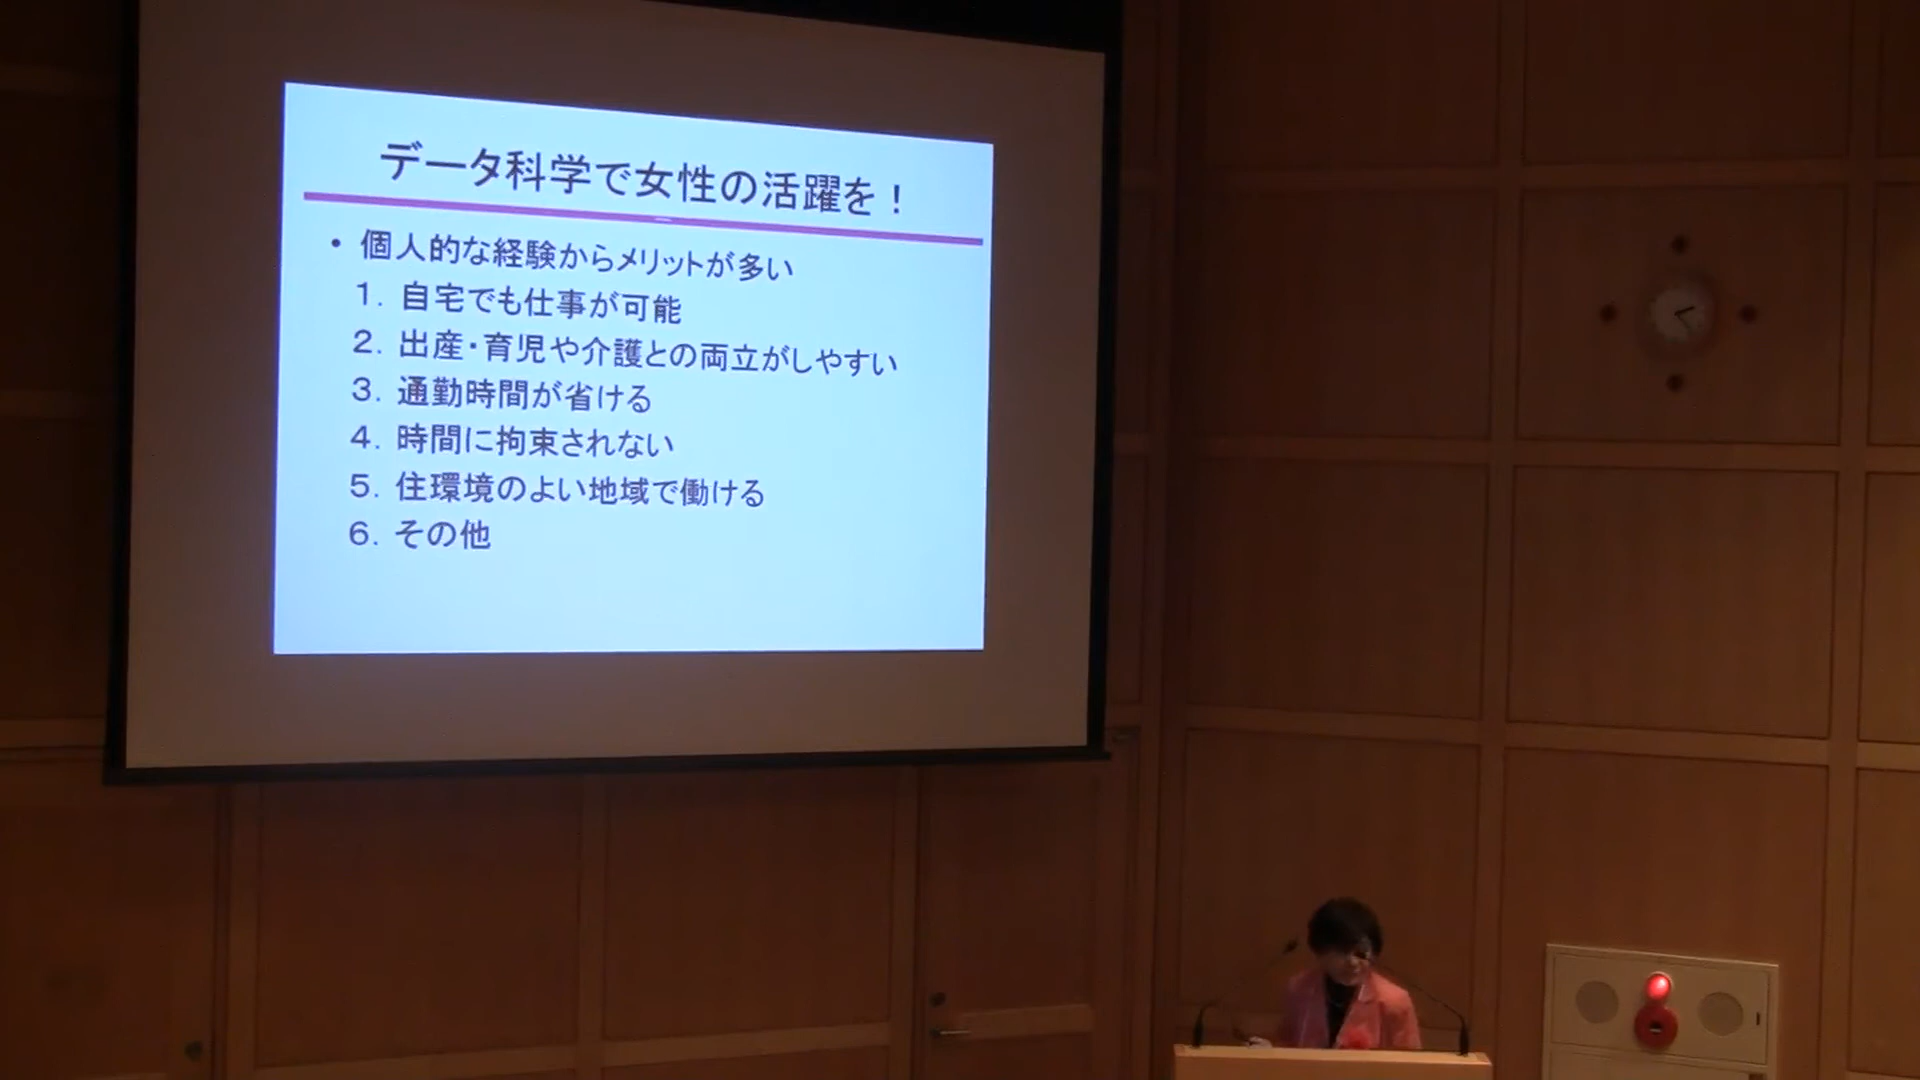 データ科学で女性の活躍を！
• 個人的な経験からメリットが多い
1. 自宅でも仕事が可能
2. 出産・育児や介護との両立がしやすい
3. 通勤時間が省ける
4. 時間に拘束されない
5. 住環境のよい地域で働ける
6. その他